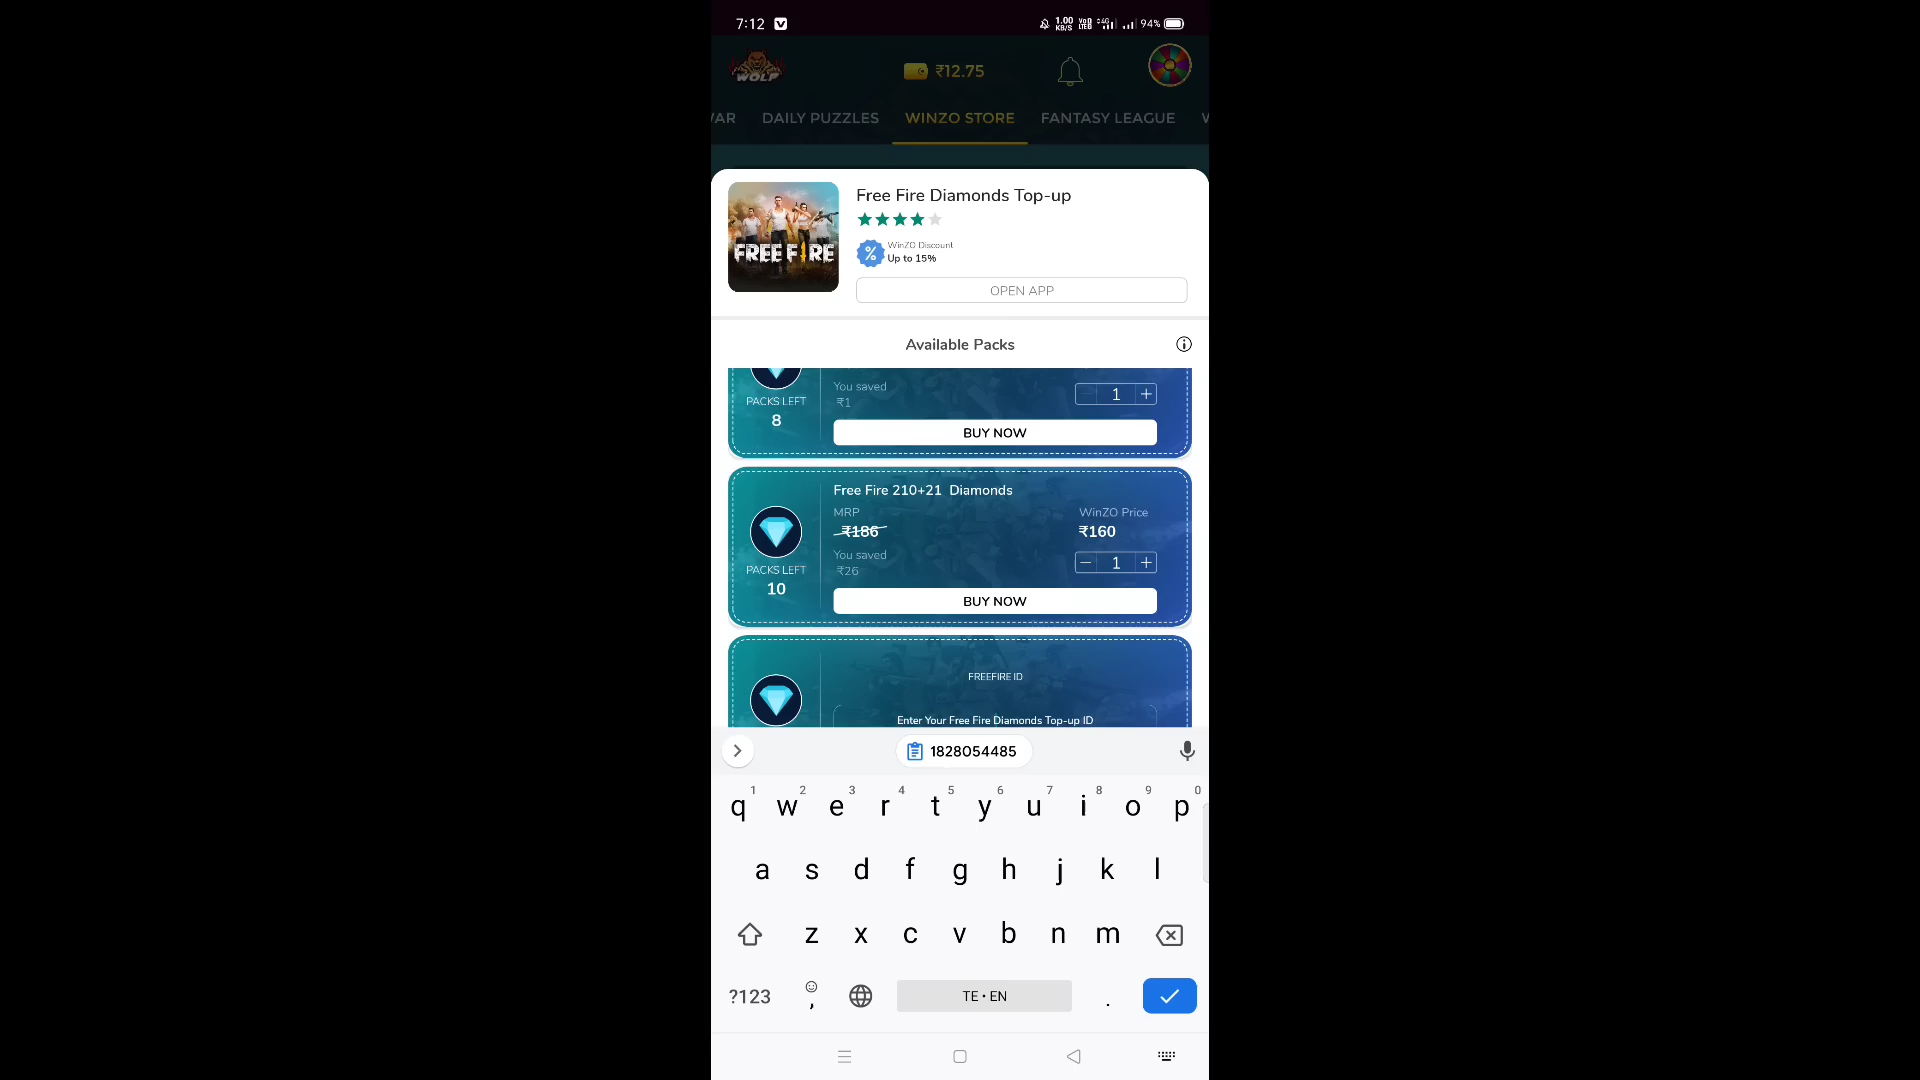 7:12
1.00 KB/S
VoD LTE
4G
94%
WOLF
₹12.75
DAILY PUZZLES
WINZO STORE
FANTASY LEAGUE
Free Fire Diamonds Top-up
FREE FIRE
WinZO Discount
Up to 15%
OPEN APP
Available Packs
You saved
₹1
1 +
PACKS LEFT
8
BUY NOW
Free Fire 210+21 Diamonds
MRP
WinZO Price
₹186
₹160
You saved
₹26
− 1 +
PACKS LEFT
10
BUY NOW
FREEFIRE ID
Enter Your Free Fire Diamonds Top-up ID
1828054485
1 2 3 4 5 6 7 8 9 0
q w e r t y u i o p
a s d f g h j k l
z x c v b n m
?123 , TE • EN .